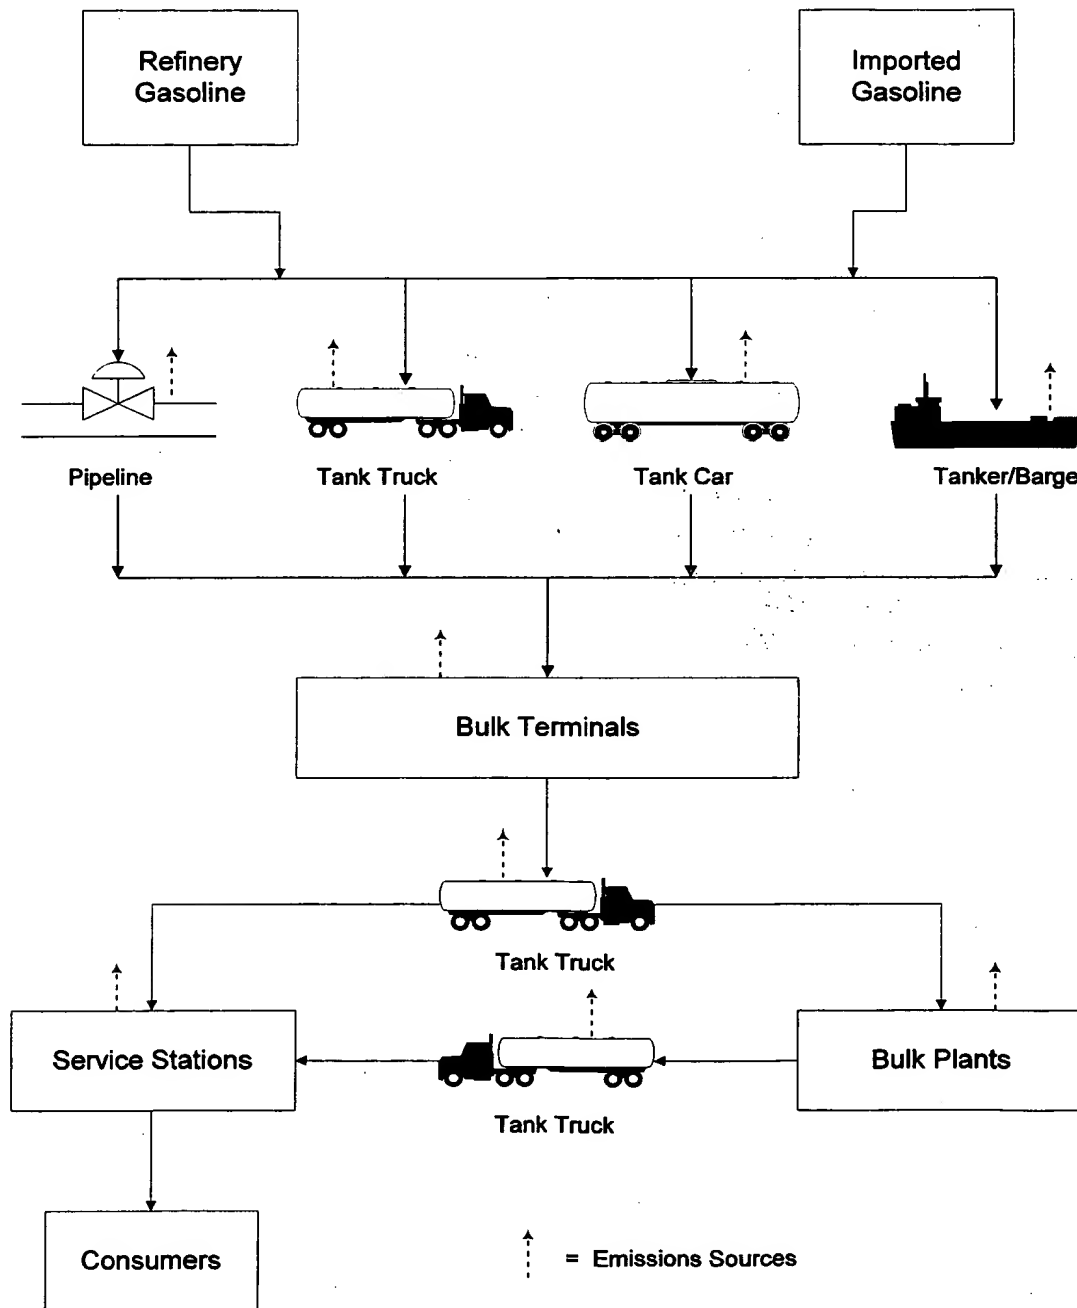 Refinery
Gasoline
Imported
Gasoline
Pipeline
Tank Truck
Tank Car
Tanker/Barge
Bulk Terminals
Tank Truck
Service Stations
Bulk Plants
Tank Truck
Consumers
= Emissions Sources